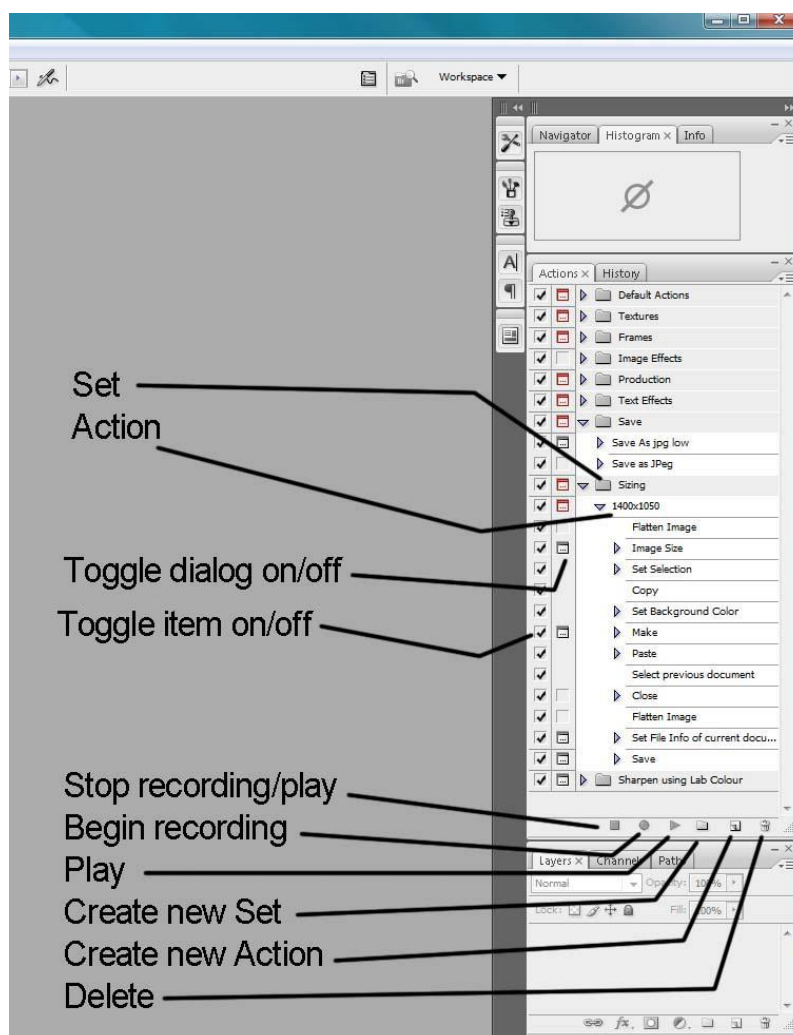 Workspace
Navigator
Histogram ×
Info
Actions ×
History
Default Actions
Textures
Frames
Image Effects
Production
Text Effects
Save
Save As jpg low
Save as JPeg
Sizing
1400x1050
Flatten Image
Image Size
Set Selection
Copy
Set Background Color
Make
Paste
Select previous document
Close
Flatten Image
Set File Info of current docu...
Save
Sharpen using Lab Colour
Set
Action
Toggle dialog on/off
Toggle item on/off
Stop recording/play
Begin recording
Play
Create new Set
Create new Action
Delete
Layers ×
Channels
Paths
Normal
Opacity: 100%
Lock:
Fill: 100%